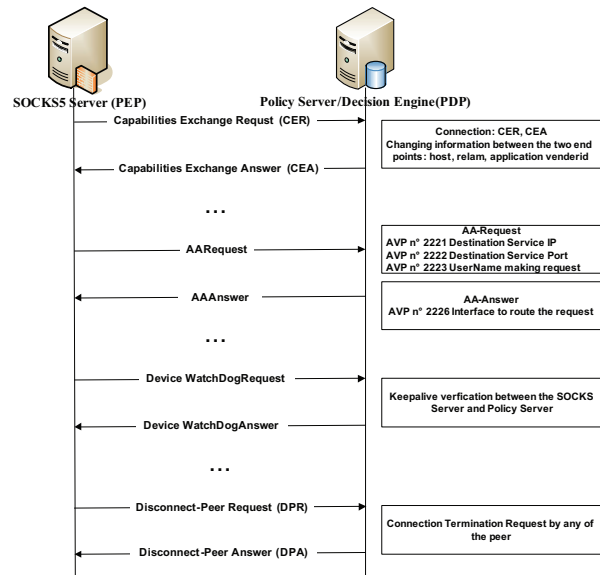 SOCKS5 Server (PEP)
Policy Server/Decision Engine(PDP)
Capabilities Exchange Requst (CER)
Connection: CER, CEA
Changing information between the two end
points: host, relam, application venderid
Capabilities Exchange Answer (CEA)
...
AARequest
AA-Request
AVP n° 2221 Destination Service IP
AVP n° 2222 Destination Service Port
AVP n° 2223 UserName making request
AAAnswer
AA-Answer
AVP n° 2226 Interface to route the request
...
Device WatchDogRequest
Keepalive verfication between the SOCKS
Server and Policy Server
Device WatchDogAnswer
...
Disconnect-Peer Request (DPR)
Connection Termination Request by any of
the peer
Disconnect-Peer Answer (DPA)